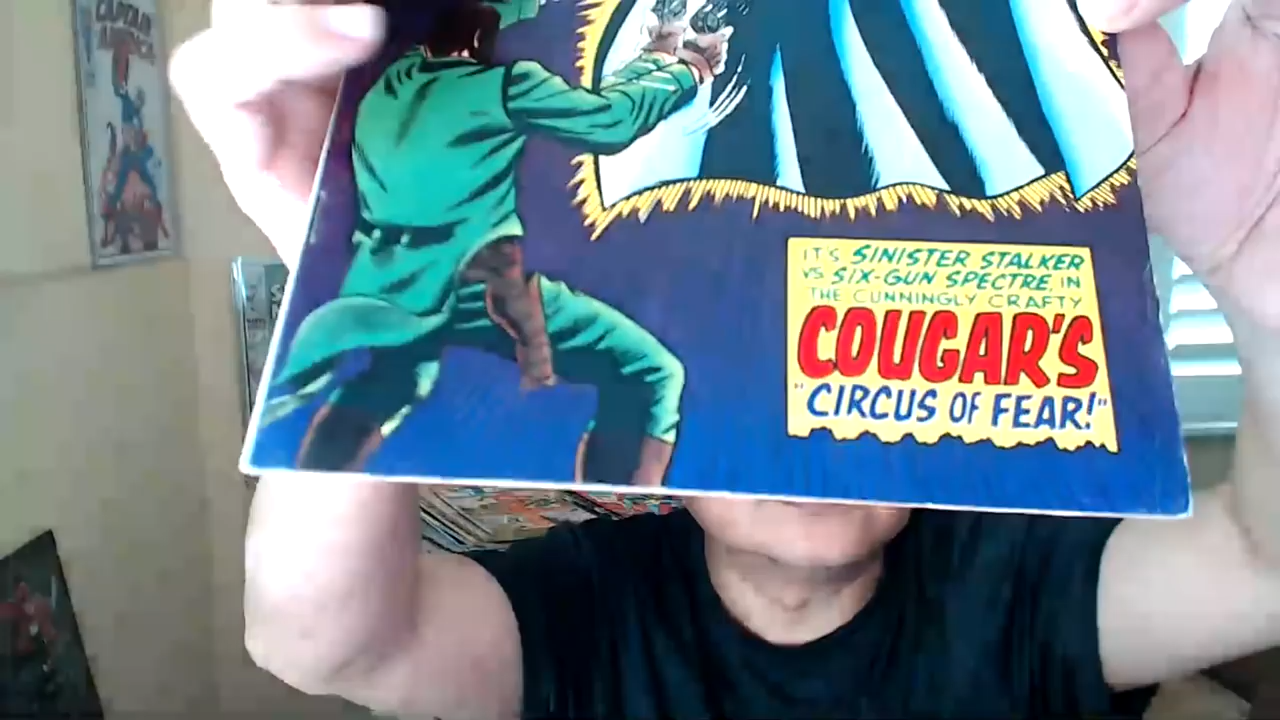 CAPTAIN
AMERICA
IT'S SINISTER STALKER
VS SIX-GUN SPECTRE, IN
THE CUNNINGLY CRAFTY
COUGAR'S
"CIRCUS OF FEAR!"